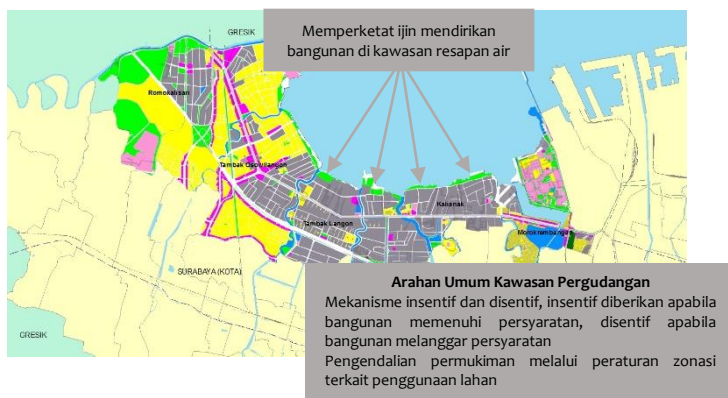 GRESIK
Memperketat ijin mendirikan
bangunan di kawasan resapan air
Romokalisan
Tambak Osowilangon
Kalianak
Tambak Langon
Morokrembangan
SURABAYA (KOTA)
GRESIK
Arahan Umum Kawasan Pergudangan
Mekanisme insentif dan disentif, insentif diberikan apabila
bangunan memenuhi persyaratan, disentif apabila
bangunan melanggar persyaratan
Pengendalian permukiman melalui peraturan zonasi
terkait penggunaan lahan